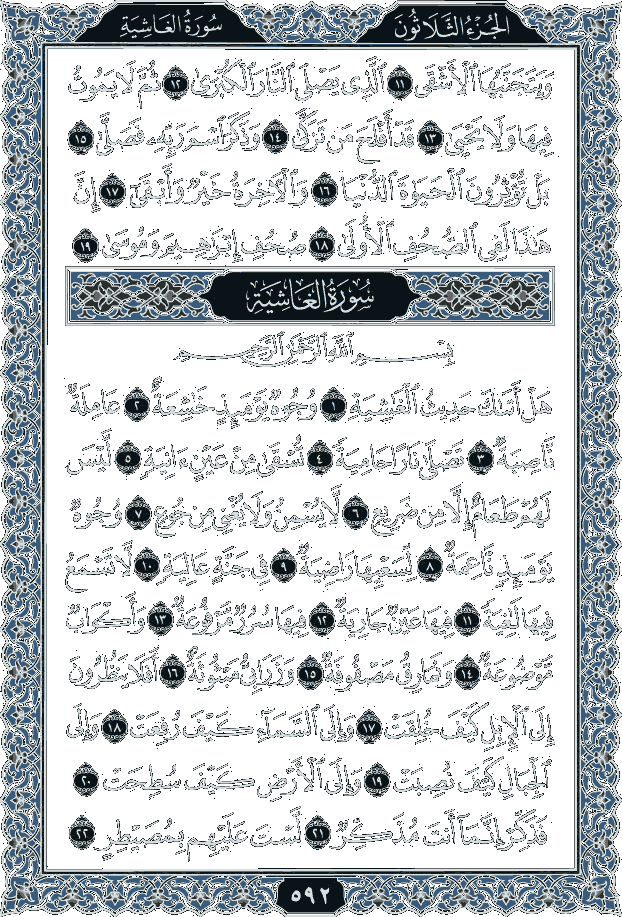 الجزء الثلاثون
سورة الغاشية
وَيَتَجَنَّبُهَا ٱلْأَشْقَى ١١ ٱلَّذِى يَصْلَى ٱلنَّارَ ٱلْكُبْرَىٰ ١٢ ثُمَّ لَا يَمُوتُ
فِيهَا وَلَا يَحْيَىٰ ١٣ قَدْ أَفْلَحَ مَن تَزَكَّىٰ ١٤ وَذَكَرَ ٱسْمَ رَبِّهِۦ فَصَلَّىٰ ١٥
بَلْ تُؤْثِرُونَ ٱلْحَيَوٰةَ ٱلدُّنْيَا ١٦ وَٱلْءَاخِرَةُ خَيْرٌ وَأَبْقَىٰٓ ١٧ إِنَّ
هَٰذَا لَفِى ٱلصُّحُفِ ٱلْأُولَىٰ ١٨ صُحُفِ إِبْرَٰهِيمَ وَمُوسَىٰ ١٩
سُورَةُ الغَاشِيَةِ
بِسْمِ ٱللَّهِ ٱلرَّحْمَٰنِ ٱلرَّحِيمِ
هَلْ أَتَىٰكَ حَدِيثُ ٱلْغَٰشِيَةِ ١ وُجُوهٌ يَوْمَئِذٍ خَٰشِعَةٌ ٢ عَامِلَةٌ
نَّاصِبَةٌ ٣ تَصْلَىٰ نَارًا حَامِيَةً ٤ تُسْقَىٰ مِنْ عَيْنٍ ءَانِيَةٍ ٥ لَّيْسَ
لَهُمْ طَعَامٌ إِلَّا مِن ضَرِيعٍ ٦ لَّا يُسْمِنُ وَلَا يُغْنِى مِن جُوعٍ ٧ وُجُوهٌ
يَوْمَئِذٍ نَّاعِمَةٌ ٨ لِّسَعْيِهَا رَاضِيَةٌ ٩ فِى جَنَّةٍ عَالِيَةٍ ١٠ لَّا تَسْمَعُ
فِيهَا لَٰغِيَةً ١١ فِيهَا عَيْنٌ جَارِيَةٌ ١٢ فِيهَا سُرُرٌ مَّرْفُوعَةٌ ١٣ وَأَكْوَابٌ
مَّوْضُوعَةٌ ١٤ وَنَمَارِقُ مَصْفُوفَةٌ ١٥ وَزَرَابِىُّ مَبْثُوثَةٌ ١٦ أَفَلَا يَنظُرُونَ
إِلَى ٱلْإِبِلِ كَيْفَ خُلِقَتْ ١٧ وَإِلَى ٱلسَّمَآءِ كَيْفَ رُفِعَتْ ١٨ وَإِلَى
ٱلْجِبَالِ كَيْفَ نُصِبَتْ ١٩ وَإِلَى ٱلْأَرْضِ كَيْفَ سُطِحَتْ ٢٠
فَذَكِّرْ إِنَّمَآ أَنتَ مُذَكِّرٌ ٢١ لَّسْتَ عَلَيْهِم بِمُصَيْطِرٍ ٢٢
٥٩٢